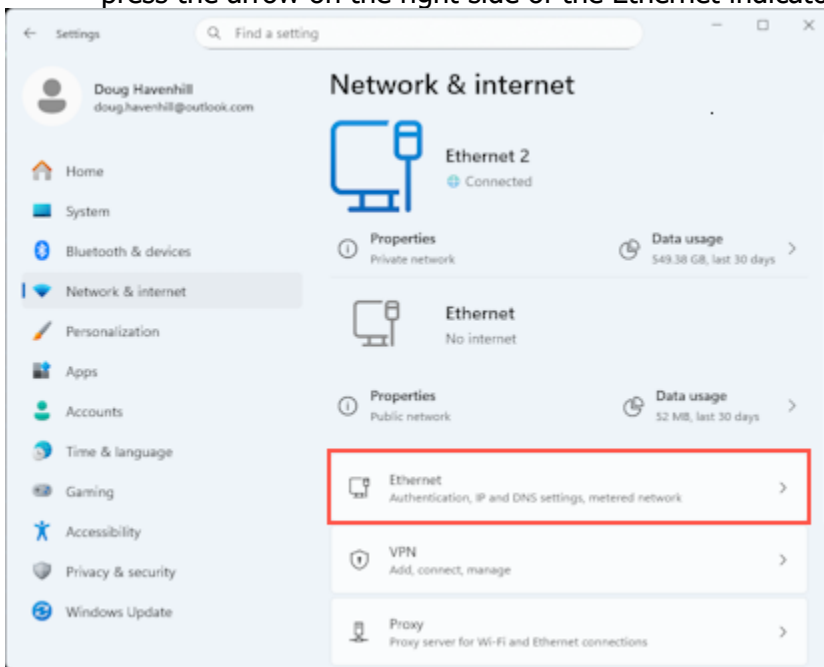 press the arrow on the right side of the Ethernet indicato
Settings
Find a setting
Doug Havenhill
doug.havenhill@outlook.com
Home
System
Bluetooth & devices
Network & internet
Personalization
Apps
Accounts
Time & language
Gaming
Accessibility
Privacy & security
Windows Update
Network & internet
Ethernet 2
Connected
Properties
Private network
Data usage
549.38 GB, last 30 days
Ethernet
No internet
Properties
Public network
Data usage
52 MB, last 30 days
Ethernet
Authentication, IP and DNS settings, metered network
VPN
Add, connect, manage
Proxy
Proxy server for Wi-Fi and Ethernet connections